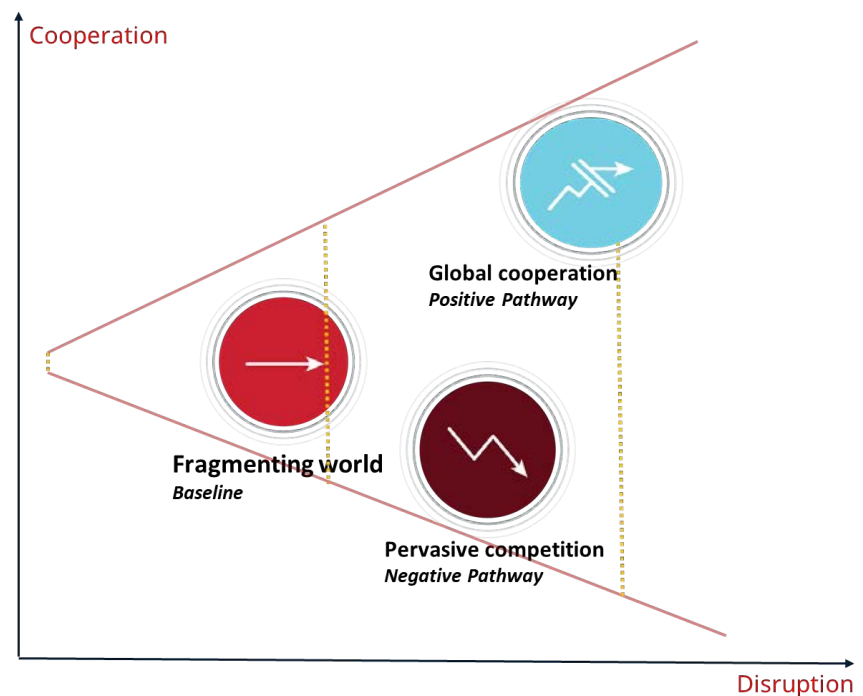 Cooperation
Global cooperation
Positive Pathway
Fragmenting world
Baseline
Pervasive competition
Negative Pathway
Disruption